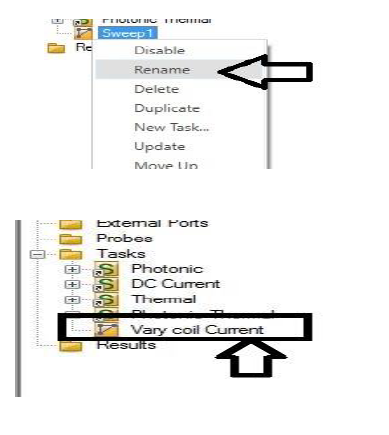 Photonic Thermal
Sweep1
Re
Disable
Rename
Delete
Duplicate
New Task...
Update
Move Up
External Ports
Probes
Tasks
Photonic
DC Current
Thermal
Photonic Thermal
Vary coil Current
Results